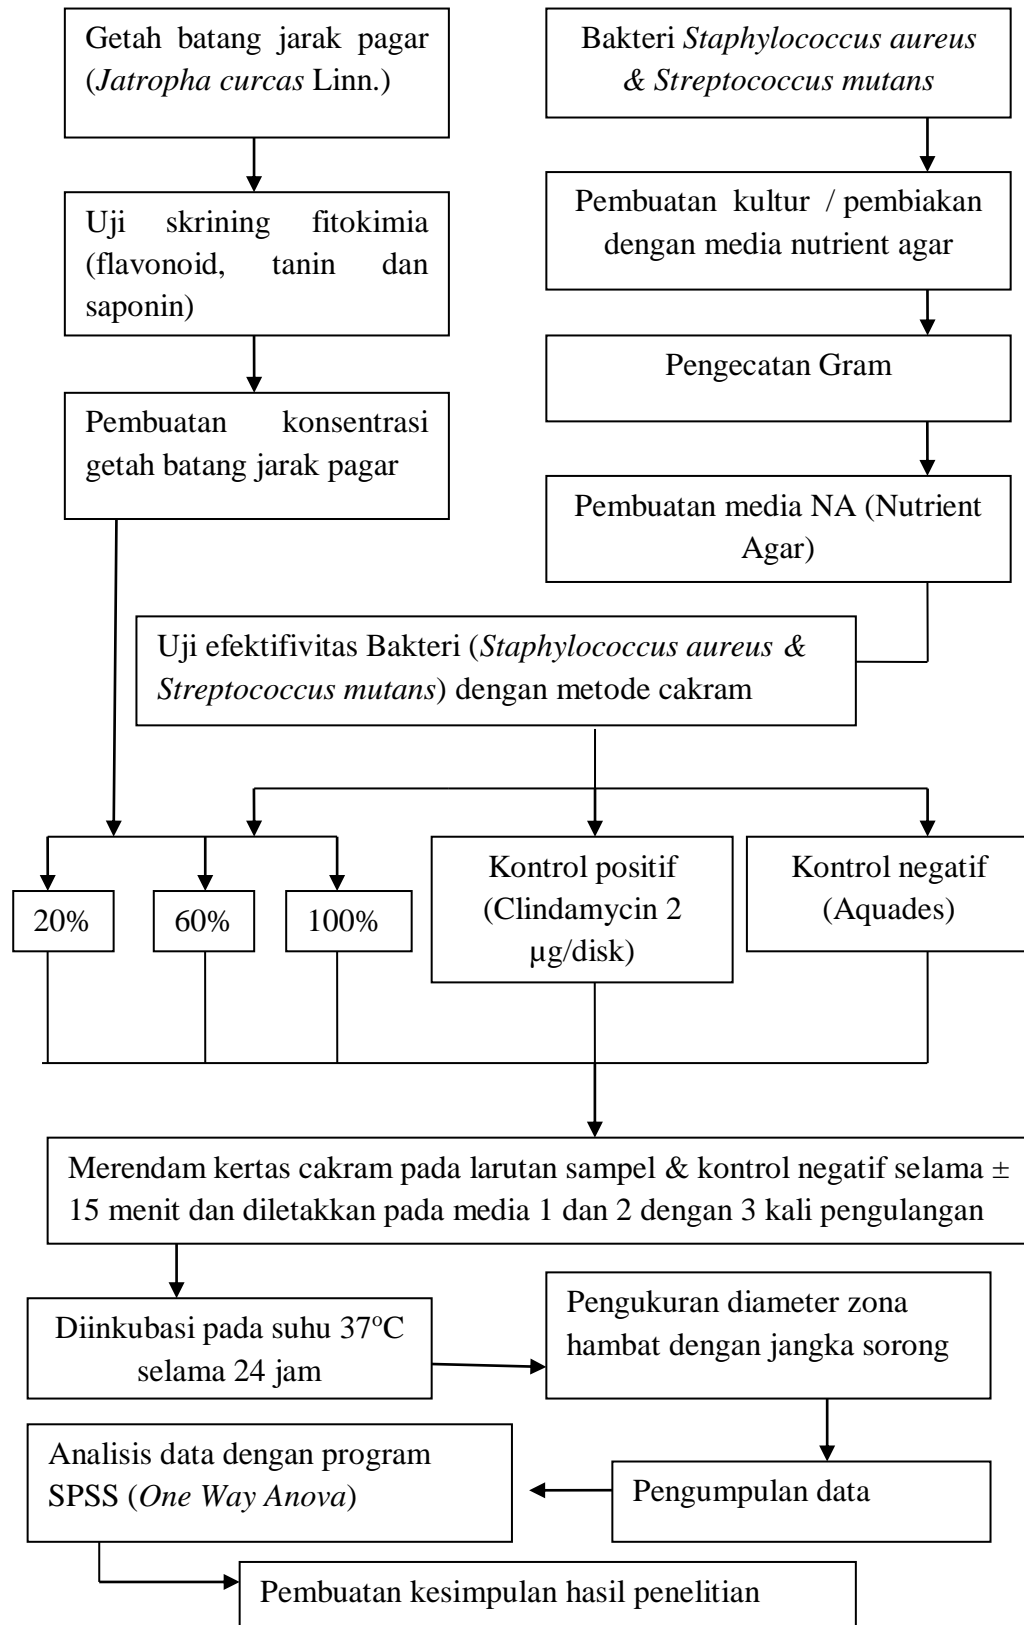 Getah batang jarak pagar
(Jatropha curcas Linn.)
Bakteri Staphylococcus aureus
& Streptococcus mutans
Uji skrining fitokimia
(flavonoid, tanin dan
saponin)
Pembuatan kultur / pembiakan
dengan media nutrient agar
Pengecatan Gram
Pembuatan konsentrasi
getah batang jarak pagar
Pembuatan media NA (Nutrient
Agar)
Uji efektifivitas Bakteri (Staphylococcus aureus &
Streptococcus mutans) dengan metode cakram
20%
60%
100%
Kontrol positif
(Clindamycin 2
µg/disk)
Kontrol negatif
(Aquades)
Merendam kertas cakram pada larutan sampel & kontrol negatif selama ±
15 menit dan diletakkan pada media 1 dan 2 dengan 3 kali pengulangan
Diinkubasi pada suhu 37°C
selama 24 jam
Pengukuran diameter zona
hambat dengan jangka sorong
Analisis data dengan program
SPSS (One Way Anova)
Pengumpulan data
Pembuatan kesimpulan hasil penelitian